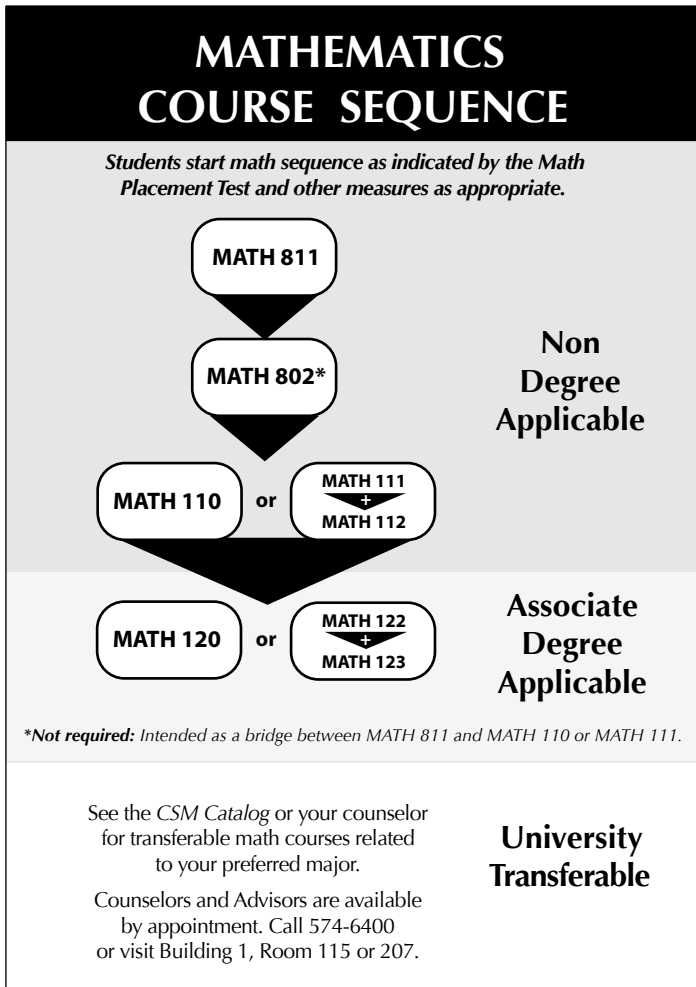 MATHEMATICS
COURSE SEQUENCE
Students start math sequence as indicated by the Math
Placement Test and other measures as appropriate.
MATH 811
MATH 802*
Non
Degree
Applicable
MATH 110
or
MATH 111
+
MATH 112
MATH 120
or
MATH 122
+
MATH 123
Associate
Degree
Applicable
*Not required: Intended as a bridge between MATH 811 and MATH 110 or MATH 111.
See the CSM Catalog or your counselor
for transferable math courses related
to your preferred major.
Counselors and Advisors are available
by appointment. Call 574-6400
or visit Building 1, Room 115 or 207.
University
Transferable